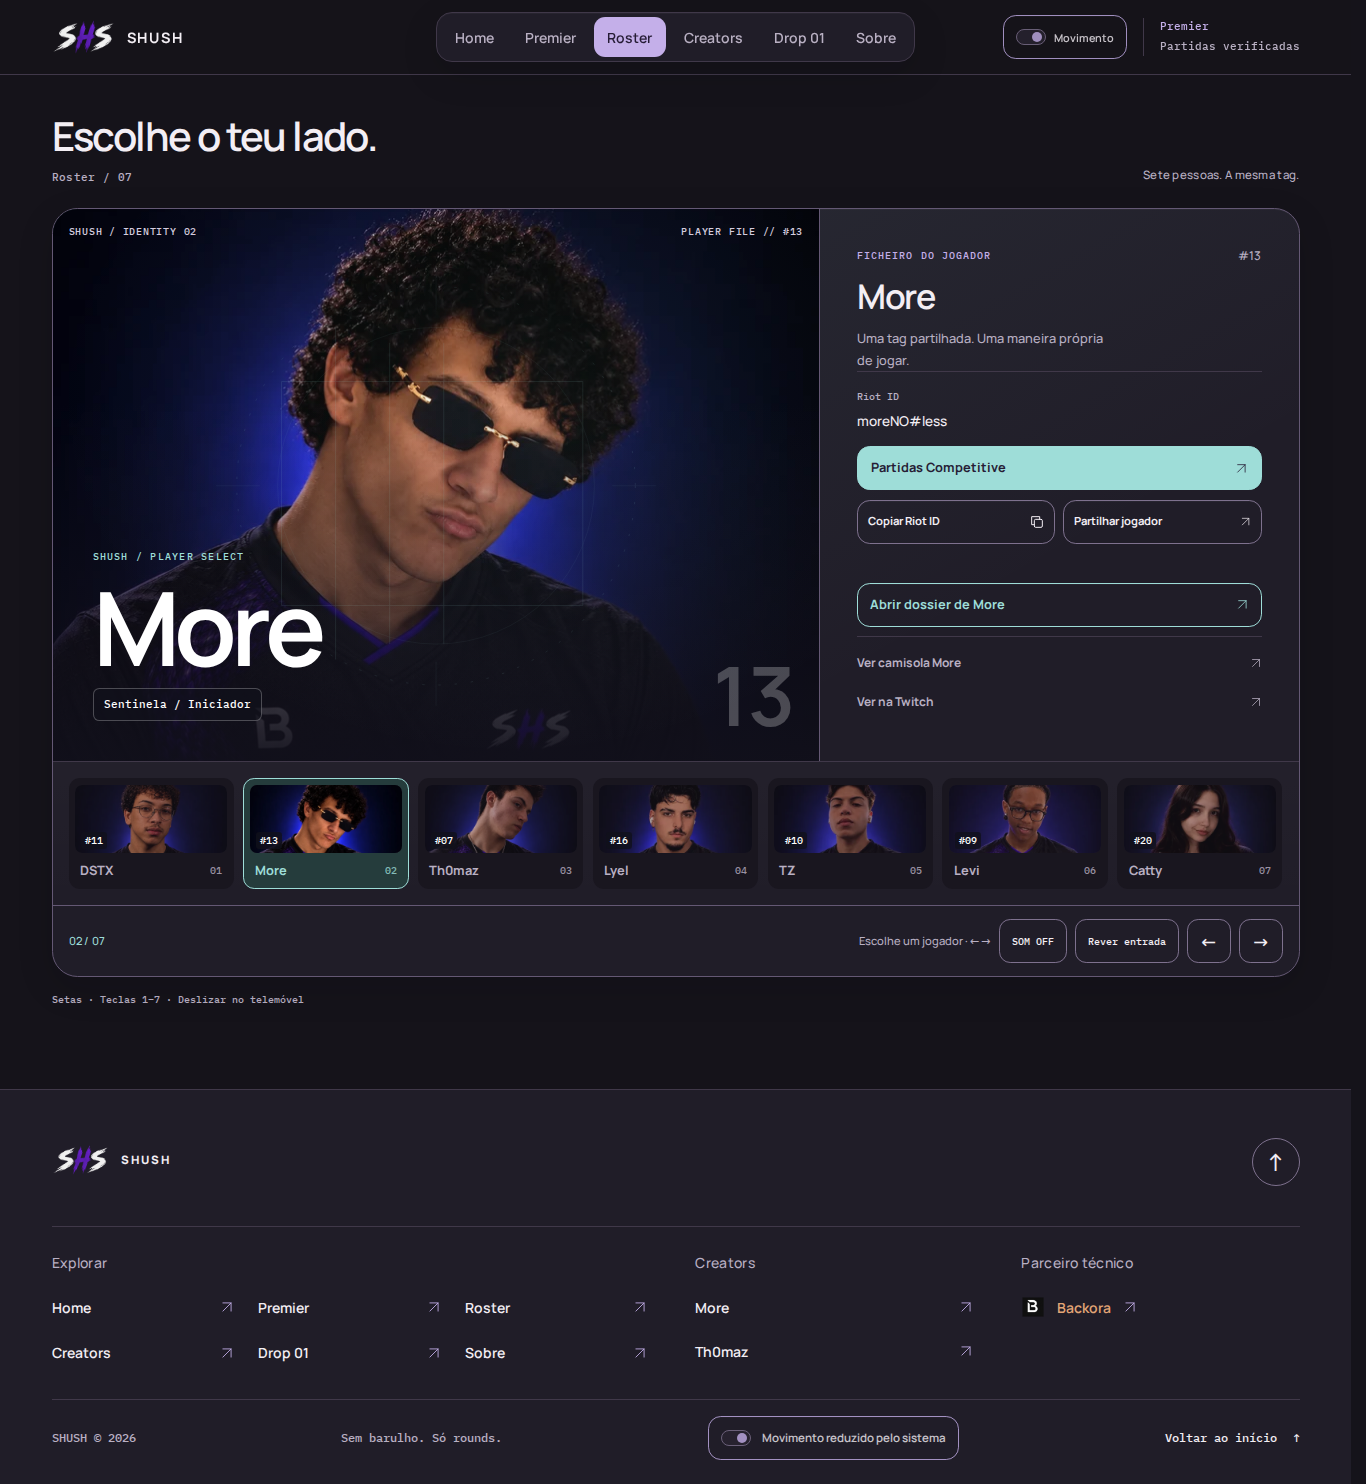 SHS SHUSH
Home Premier Roster Creators Drop 01 Sobre
Movimento
Premier
Partidas verificadas
Escolhe o teu lado.
Roster / 07
Sete pessoas. A mesma tag.
SHUSH / IDENTITY 02
PLAYER FILE // #13
SHUSH / PLAYER SELECT
More
Sentinela / Iniciador
B
SHS
13
FICHEIRO DO JOGADOR
#13
More
Uma tag partilhada. Uma maneira própria
de jogar.
Riot ID
moreNO#less
Partidas Competitive
Copiar Riot ID
Partilhar jogador
Abrir dossier de More
Ver camisola More
Ver na Twitch
#11
DSTX 01
#13
More 02
#07
Th0maz 03
#16
Lyel 04
#10
TZ 05
#09
Levi 06
#20
Catty 07
02 / 07
Escolhe um jogador · ← →
SOM OFF
Rever entrada
←
→
Setas · Teclas 1–7 · Deslizar no telemóvel
SHS SHUSH
↑
Explorar
Home
Premier
Roster
Creators
Drop 01
Sobre
Creators
More
Th0maz
Parceiro técnico
B Backora
SHUSH © 2026
Sem barulho. Só rounds.
Movimento reduzido pelo sistema
Voltar ao início ↑